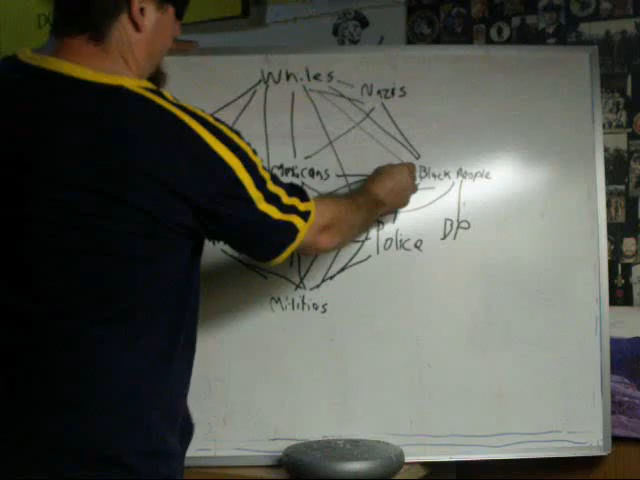 Whites
Nazis
Mexicans
Black People
DP
Police
Militias